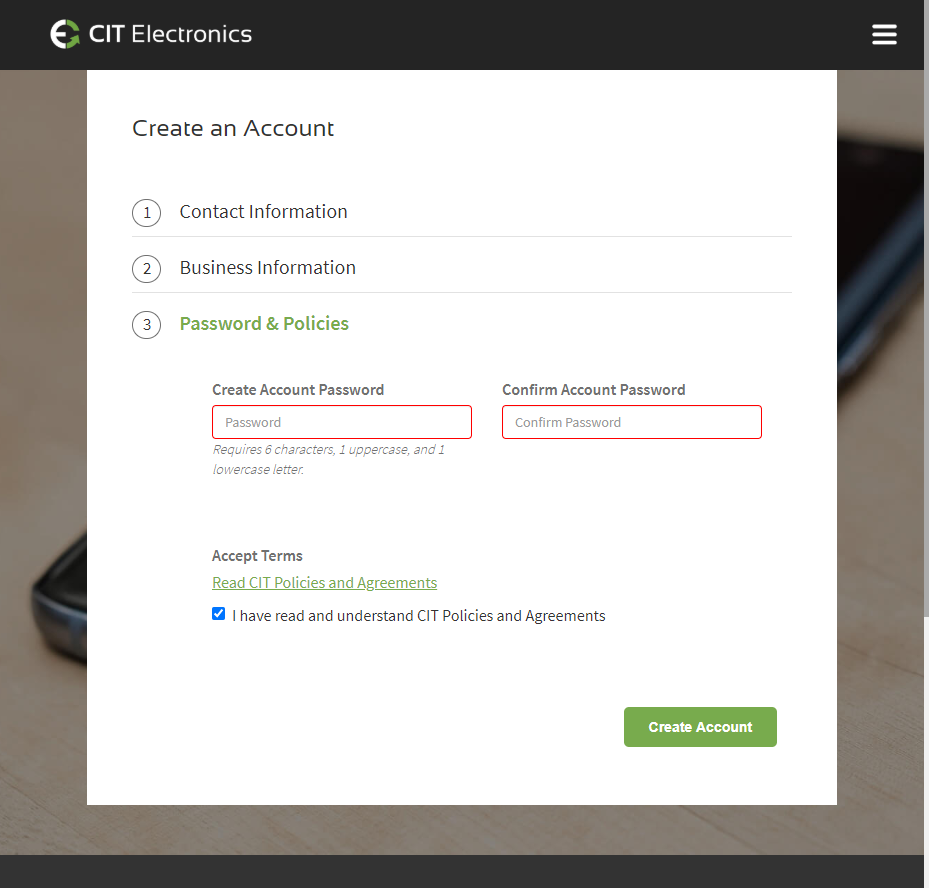 CIT Electronics
Create an Account
1 Contact Information
2 Business Information
3 Password & Policies
Create Account Password Confirm Account Password
Password Confirm Password
Requires 6 characters, 1 uppercase, and 1
lowercase letter.
Accept Terms
Read CIT Policies and Agreements
I have read and understand CIT Policies and Agreements
Create Account